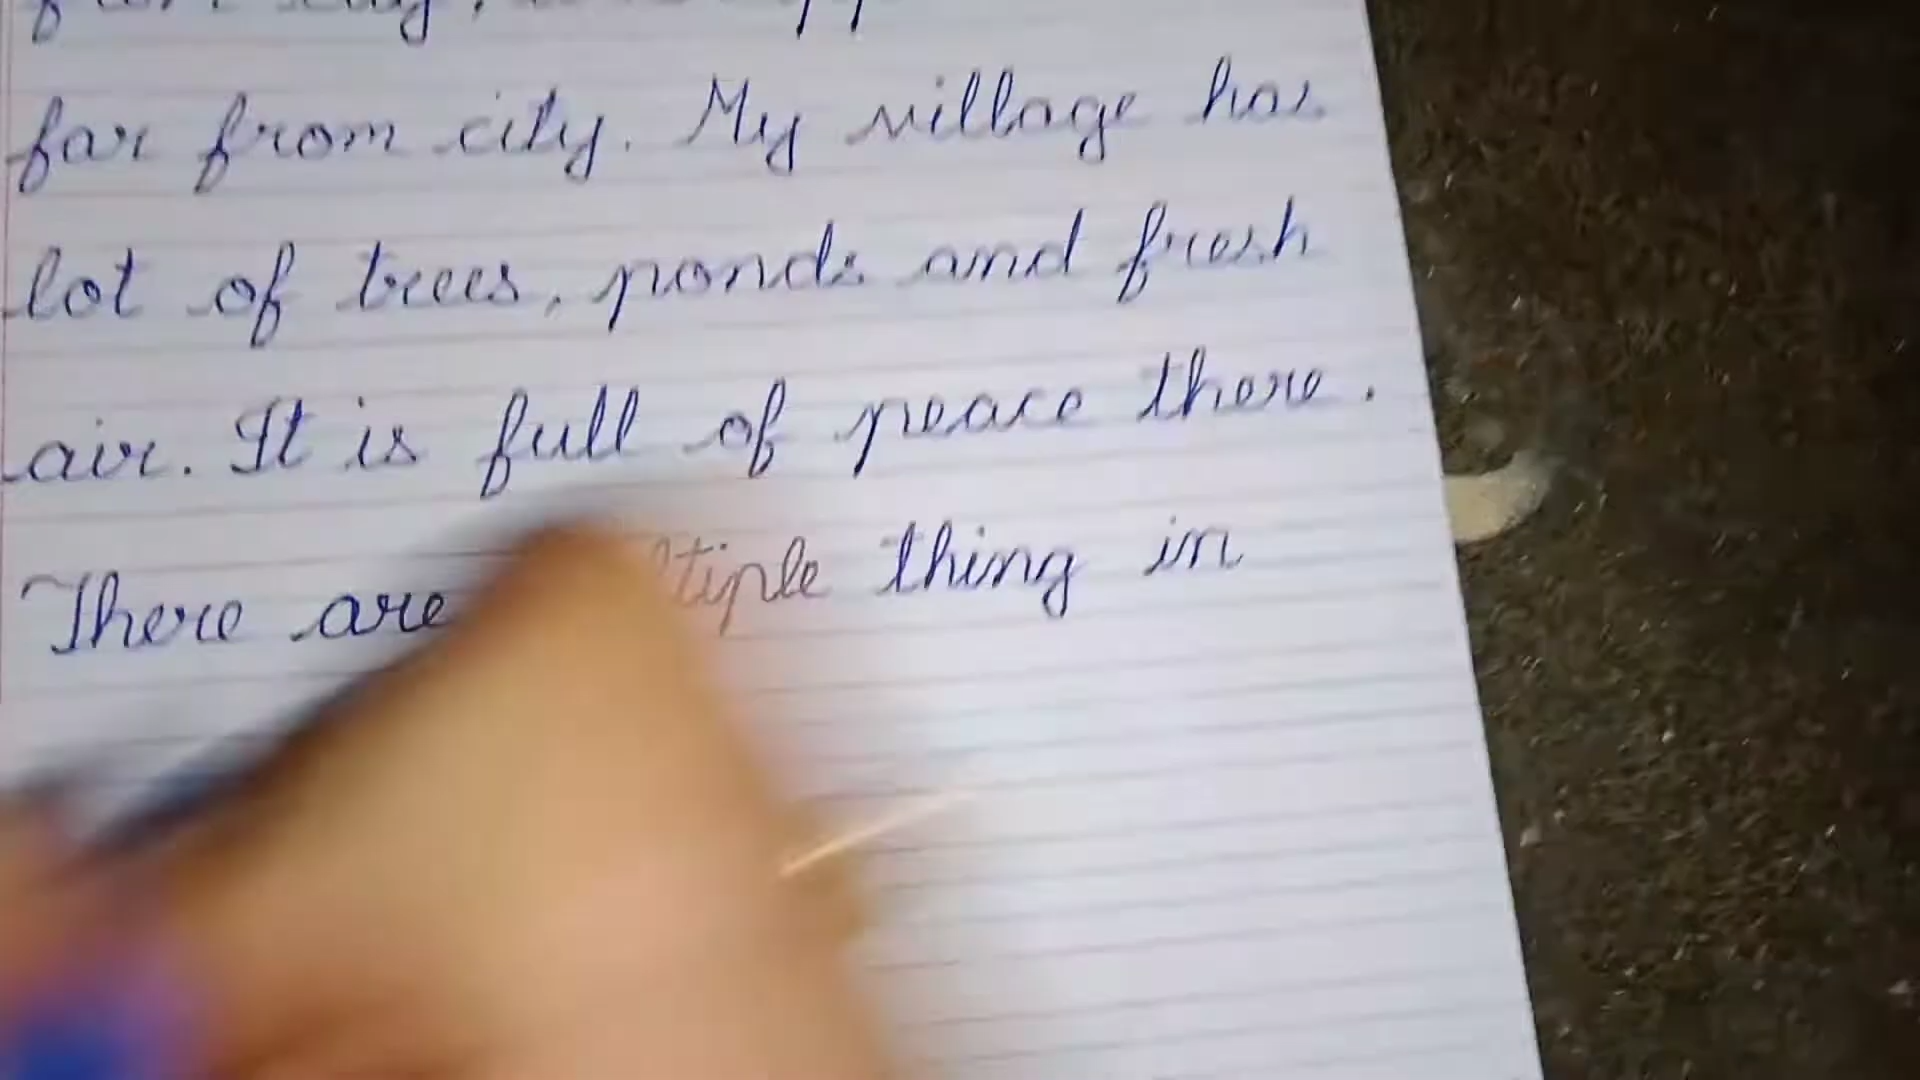 far from city. My village has
lot of trees, ponds and fresh
air. It is full of peace there.
There are thing in